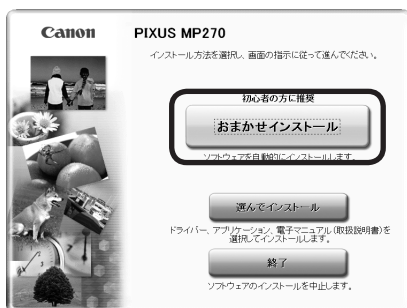 Canon
PIXUS MP270
インストール方法を選択し、画面の指示に従って進んでください。
初心者の方に推奨
おまかせインストール
ソフトウェアを自動的にインストールします。
選んでインストール
ドライバー、アプリケーション、電子マニュアル(取扱説明書)を
選択してインストールします。
終了
ソフトウェアのインストールを中止します。